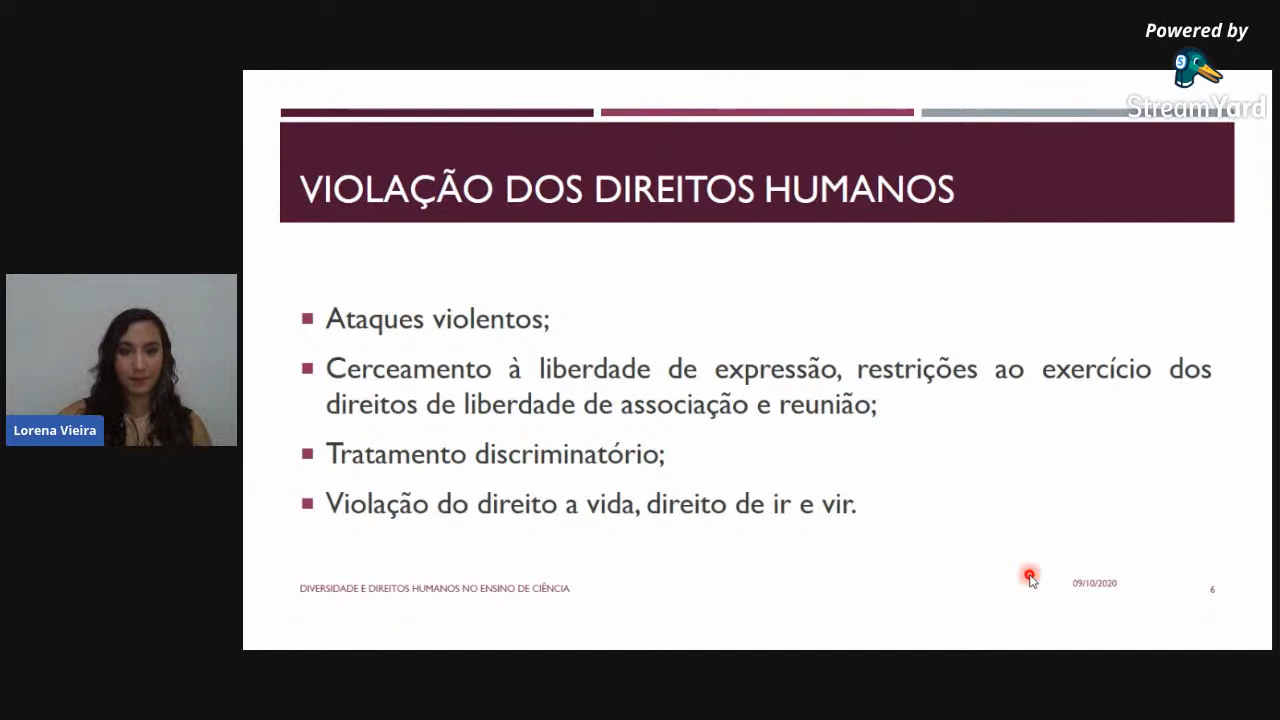 Powered by
StreamYard
VIOLAÇÃO DOS DIREITOS HUMANOS
Ataques violentos;
Cerceamento à liberdade de expressão, restrições ao exercício dos
direitos de liberdade de associação e reunião;
Tratamento discriminatório;
Violação do direito a vida, direito de ir e vir.
Lorena Vieira
DIVERSIDADE E DIREITOS HUMANOS NO ENSINO DE CIÊNCIA
09/10/2020
6